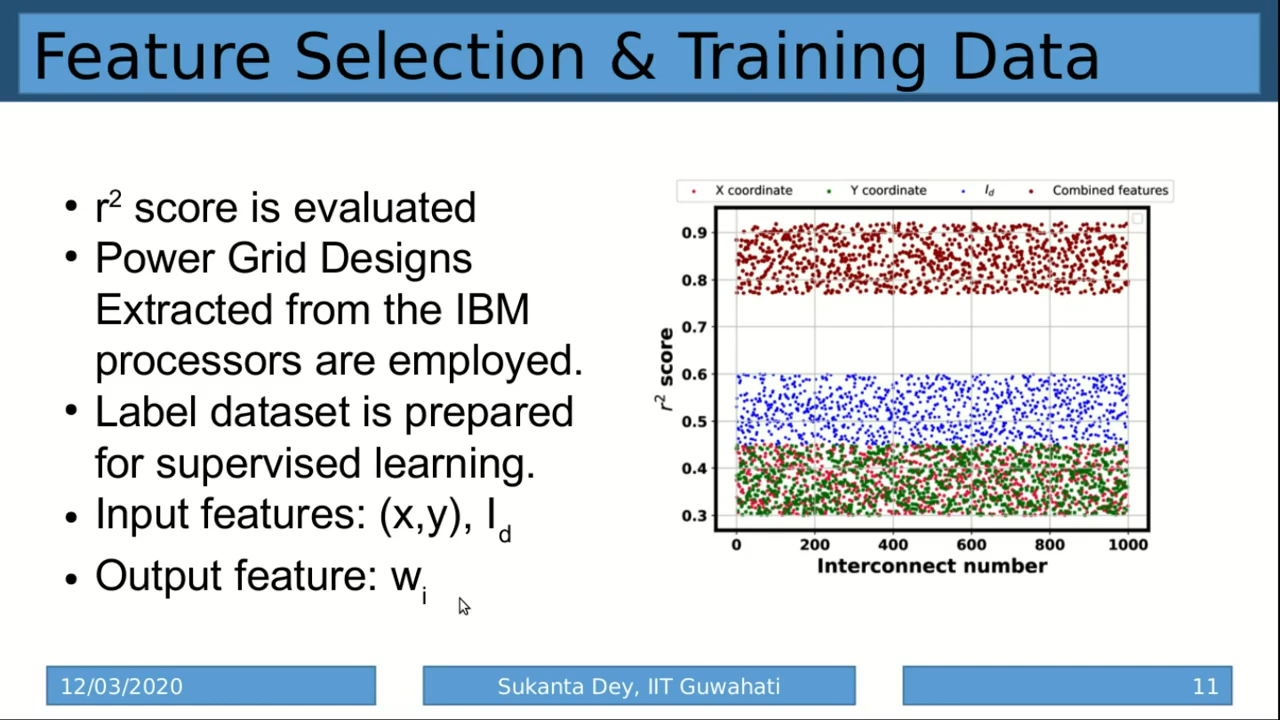 Feature Selection & Training Data
• r² score is evaluated
• Power Grid Designs
Extracted from the IBM
processors are employed.
• Label dataset is prepared
for supervised learning.
• Input features: (x,y), I_d
• Output feature: w_i
X coordinate Y coordinate I_d Combined features
0.9
0.8
0.7
0.6
0.5
0.4
0.3
r² score
0 200 400 600 800 1000
Interconnect number
12/03/2020 Sukanta Dey, IIT Guwahati 11